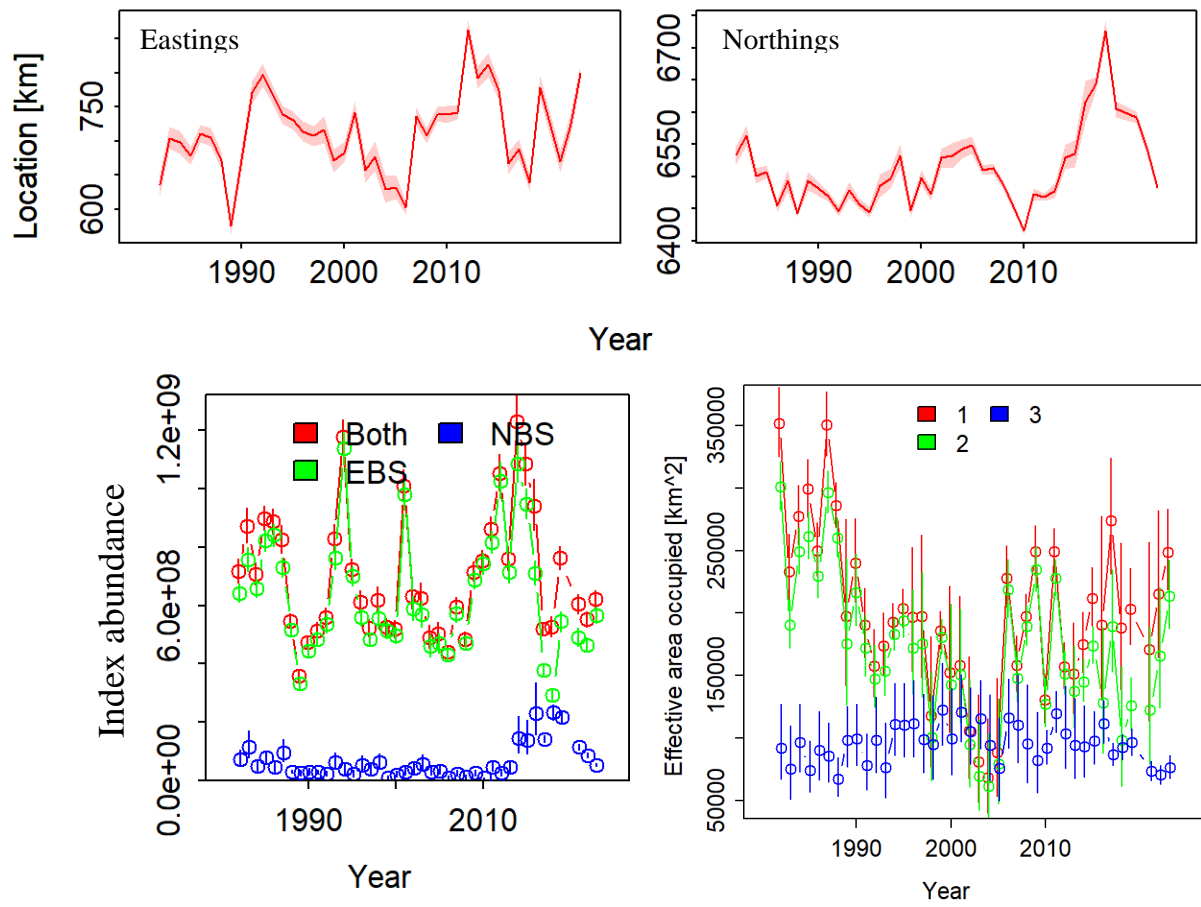 Eastings
Northings
Location [km]
600
750
1990
2000
2010
6400
6550
6700
1990
2000
2010
Year
Index abundance
0.0e+00
6.0e+08
1.2e+09
Both
NBS
EBS
1990
2010
Year
Effective area occupied [km^2]
50000
150000
250000
350000
1
3
2
1990
2000
2010
Year